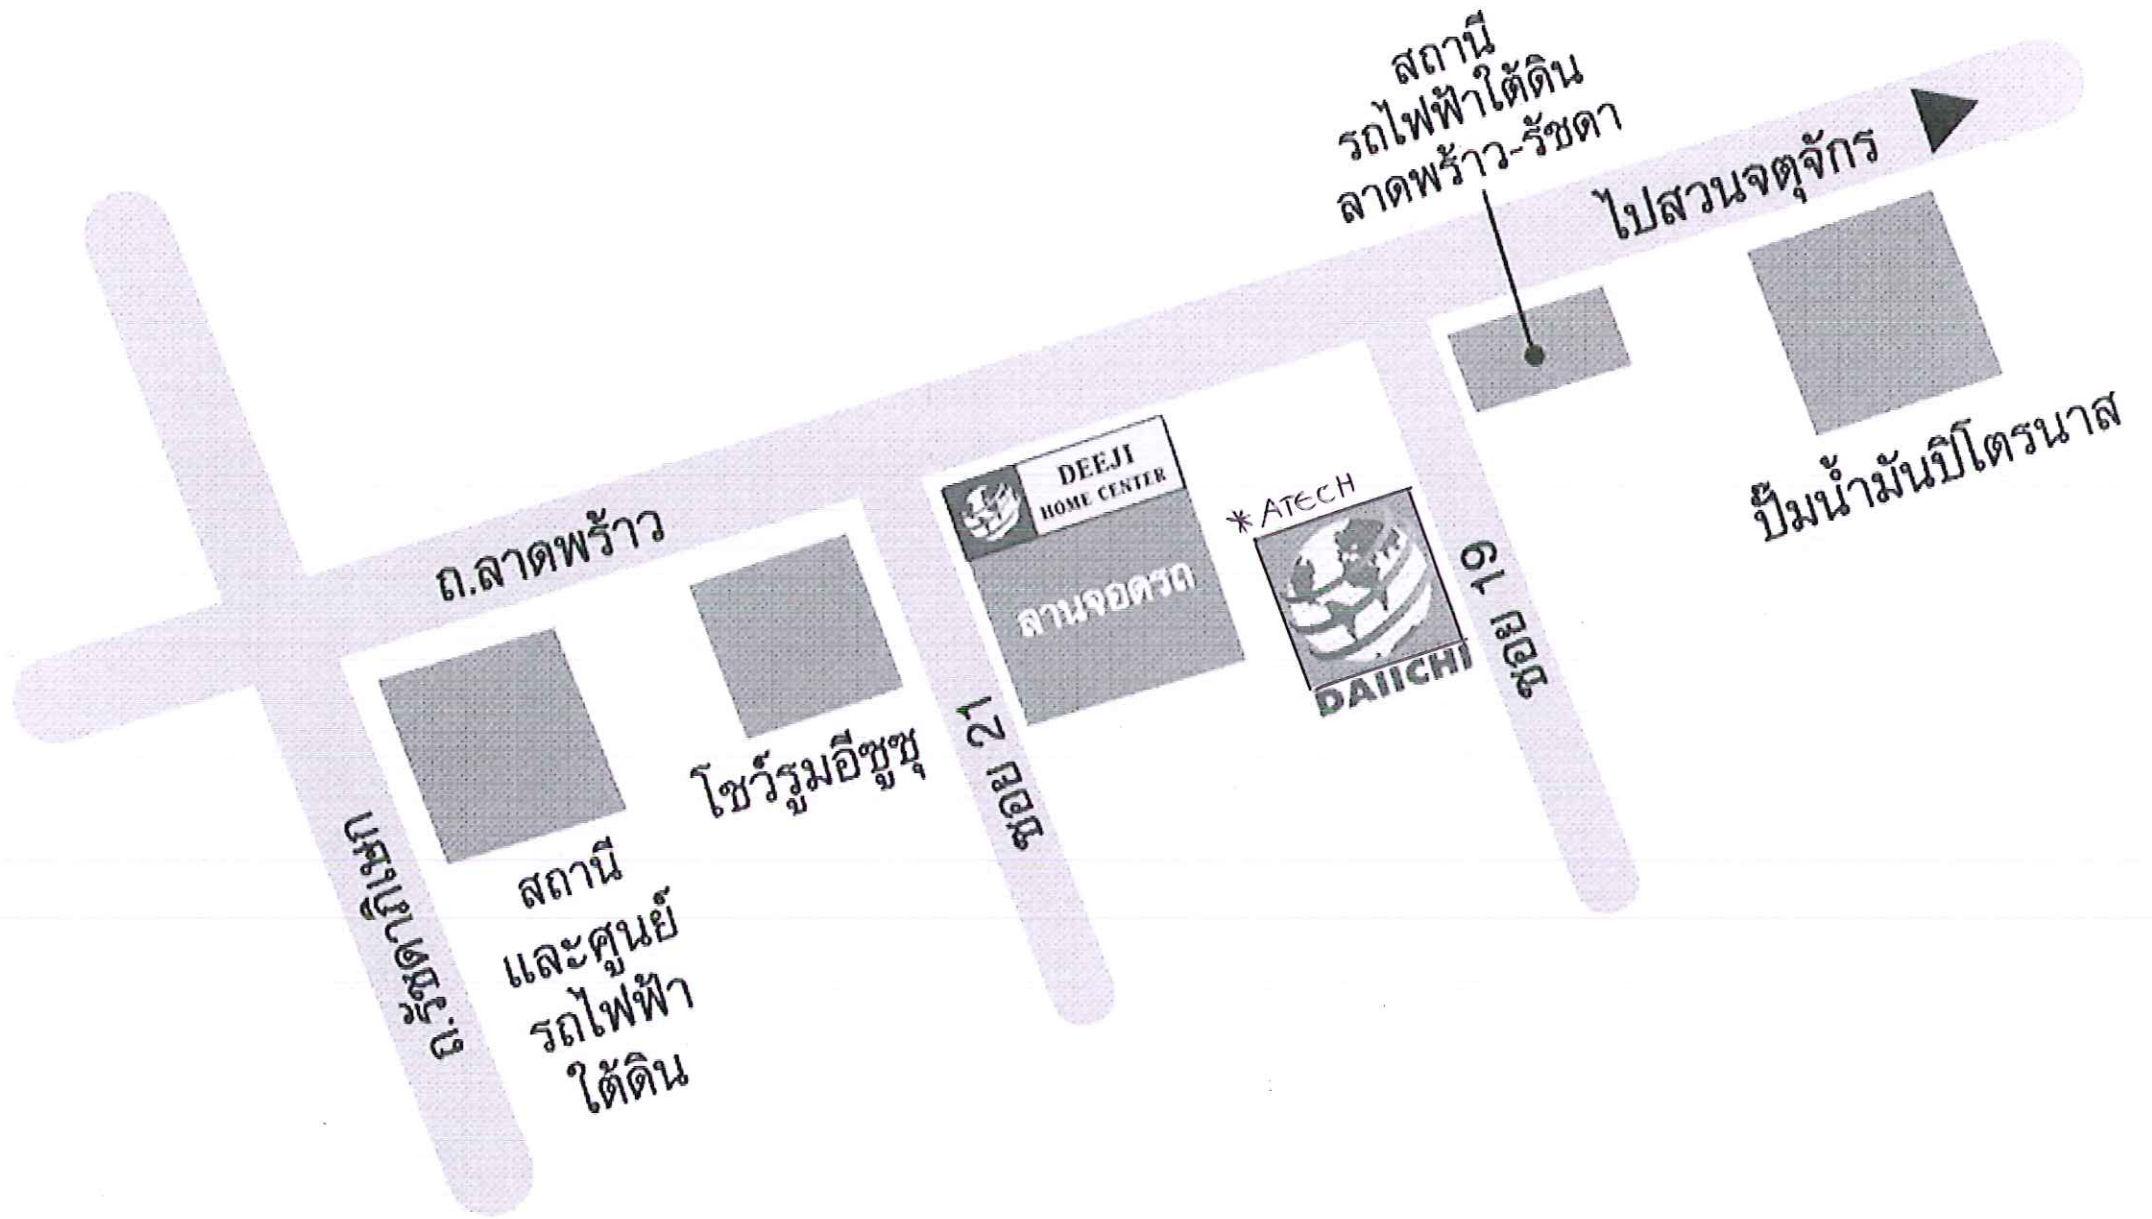 สถานี
รถไฟฟ้าใต้ดิน
ลาดพร้าว-รัชดา
ไปสวนจตุจักร
ปั๊มน้ำมันปิโตรนาส
DEEJI
HOME CENTER
ลานจอดรถ
*ATECH
DAIICHI
ซอย 19
ถ.ลาดพร้าว
โชว์รูมอีซูซุ
ซอย 21
สถานี
และศูนย์
รถไฟฟ้า
ใต้ดิน
ถ.รัชดาภิเษก